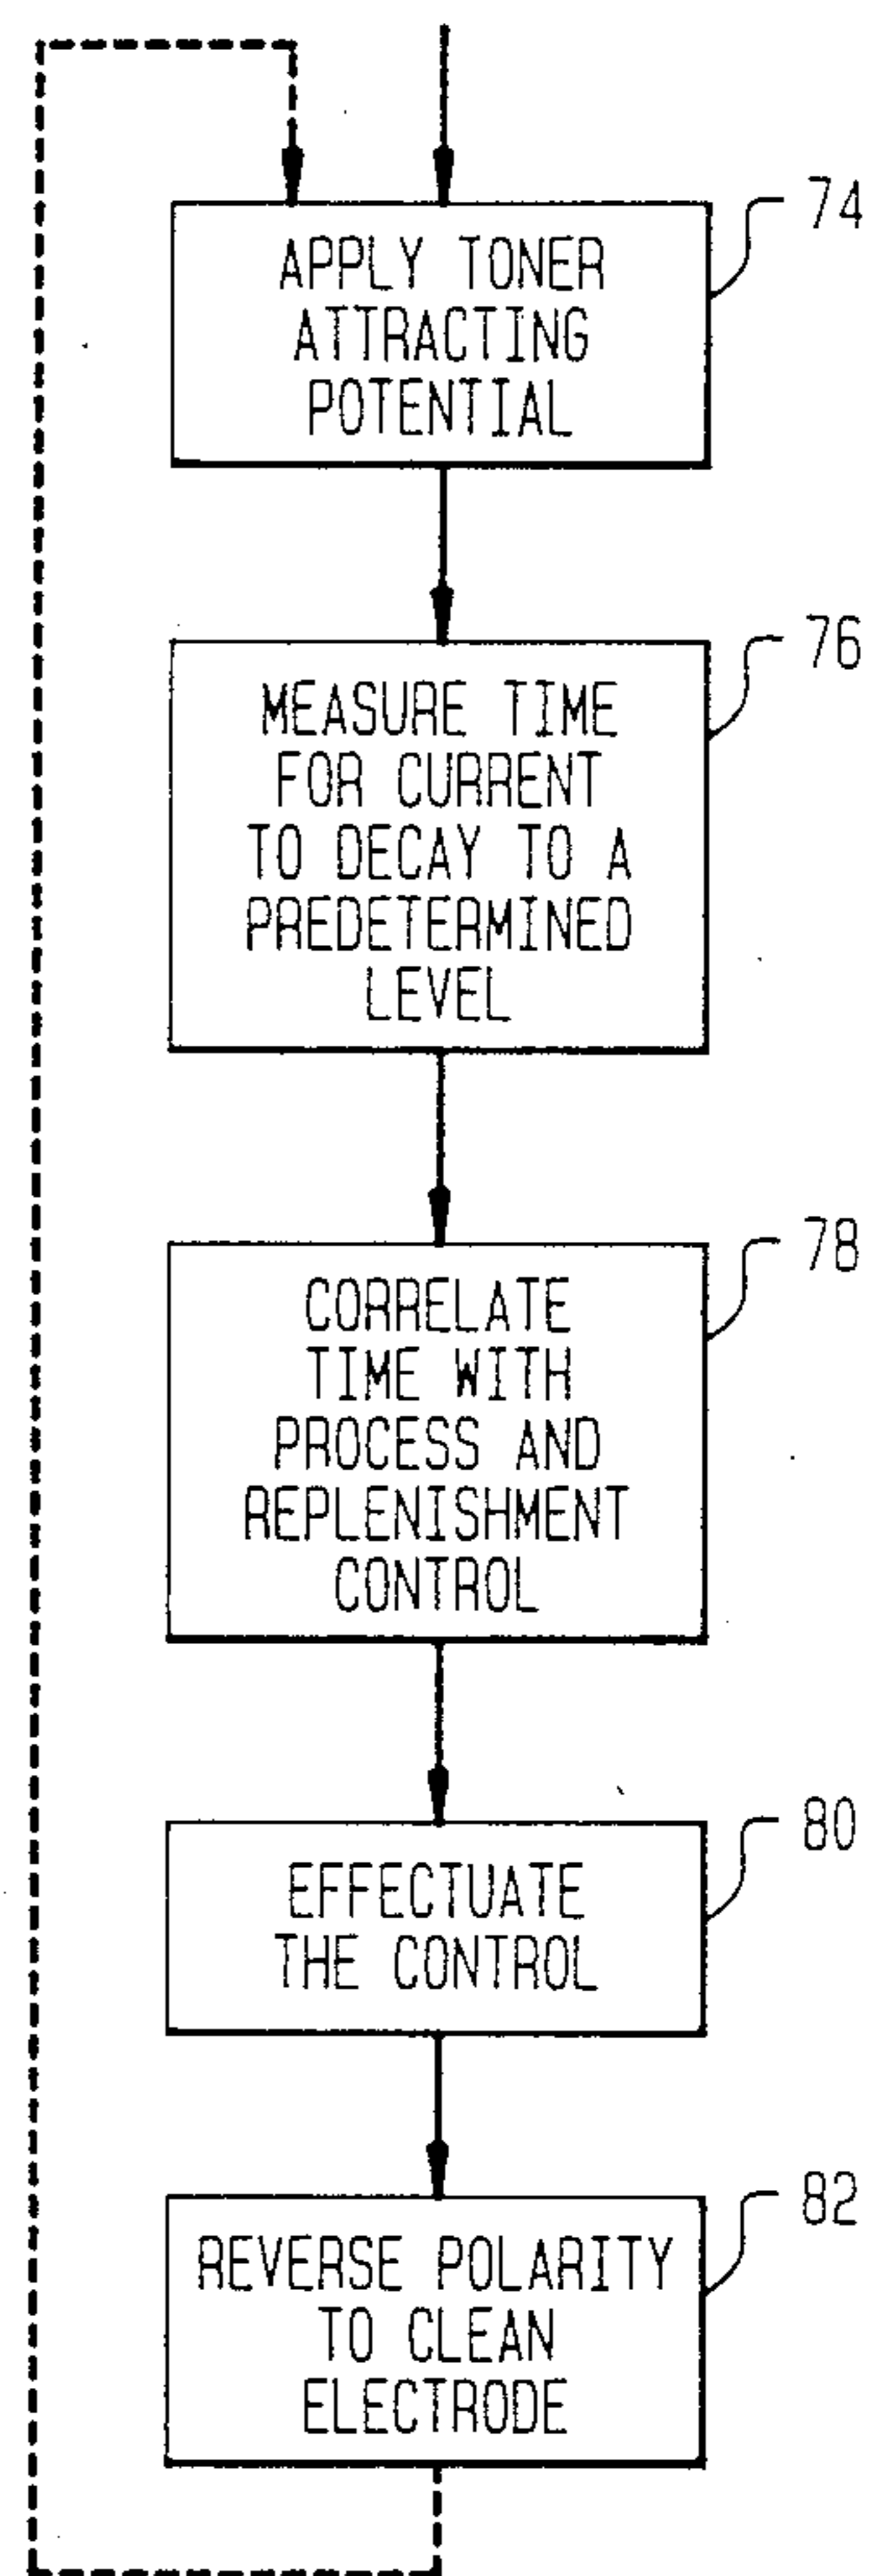 74
APPLY TONER
ATTRACTING
POTENTIAL
76
MEASURE TIME
FOR CURRENT
TO DECAY TO A
PREDETERMINED
LEVEL
78
CORRELATE
TIME WITH
PROCESS AND
REPLENISHMENT
CONTROL
80
EFFECTUATE
THE CONTROL
82
REVERSE POLARITY
TO CLEAN
ELECTRODE